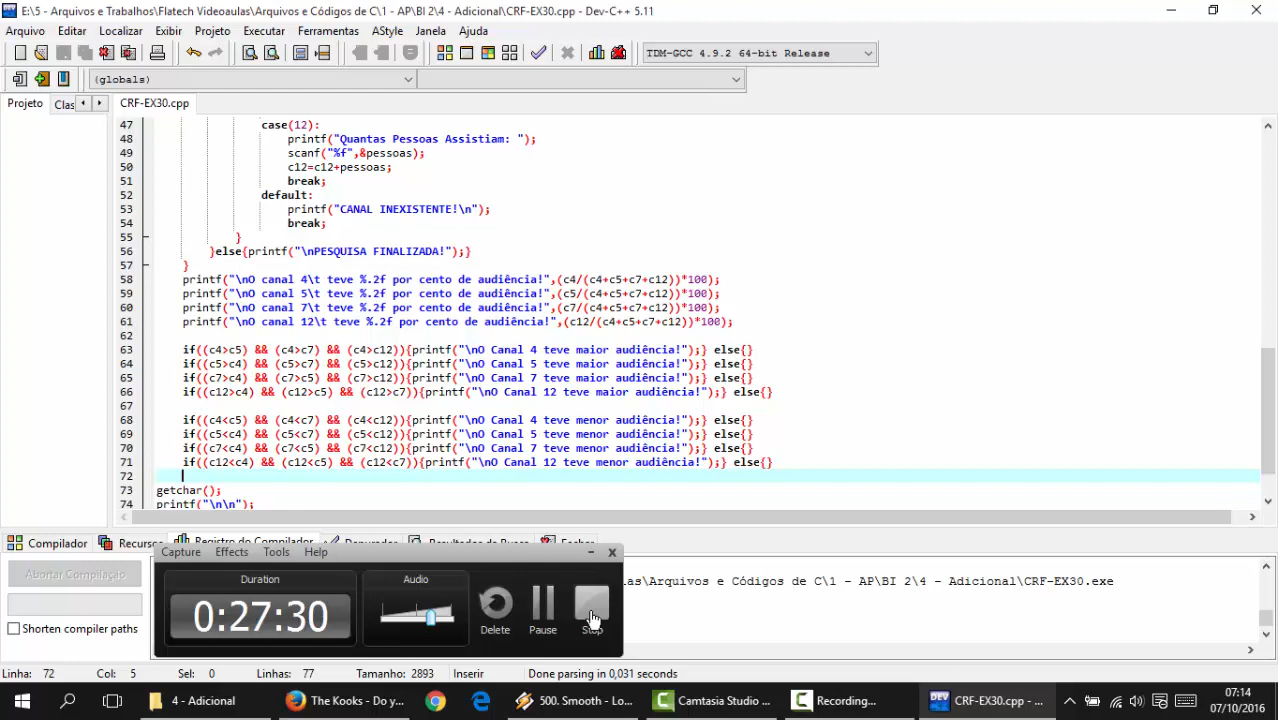 E:\5 - Arquivos e Trabalhos\Flatech Videoaulas\Arquivos e Códigos de C\1 - AP\BI 2\4 - Adicional\CRF-EX30.cpp - Dev-C++ 5.11
Arquivo Editar Localizar Exibir Projeto Executar Ferramentas AStyle Janela Ajuda
TDM-GCC 4.9.2 64-bit Release
(globals)
Projeto Clas CRF-EX30.cpp
47 case(12):
48 printf("Quantas Pessoas Assistiam: ");
49 scanf("%f",&pessoas);
50 c12=c12+pessoas;
51 break;
52 default:
53 printf("CANAL INEXISTENTE!\n");
54 break;
55 }
56 }else{printf("\nPESQUISA FINALIZADA!");}
57 }
58 printf("\nO canal 4\t teve %.2f por cento de audiência!",(c4/(c4+c5+c7+c12))*100);
59 printf("\nO canal 5\t teve %.2f por cento de audiência!",(c5/(c4+c5+c7+c12))*100);
60 printf("\nO canal 7\t teve %.2f por cento de audiência!",(c7/(c4+c5+c7+c12))*100);
61 printf("\nO canal 12\t teve %.2f por cento de audiência!",(c12/(c4+c5+c7+c12))*100);
62
63 if((c4>c5) && (c4>c7) && (c4>c12)){printf("\nO Canal 4 teve maior audiência!");} else{}
64 if((c5>c4) && (c5>c7) && (c5>c12)){printf("\nO Canal 5 teve maior audiência!");} else{}
65 if((c7>c4) && (c7>c5) && (c7>c12)){printf("\nO Canal 7 teve maior audiência!");} else{}
66 if((c12>c4) && (c12>c5) && (c12>c7)){printf("\nO Canal 12 teve maior audiência!");} else{}
67
68 if((c4<c5) && (c4<c7) && (c4<c12)){printf("\nO Canal 4 teve menor audiência!");} else{}
69 if((c5<c4) && (c5<c7) && (c5<c12)){printf("\nO Canal 5 teve menor audiência!");} else{}
70 if((c7<c4) && (c7<c5) && (c7<c12)){printf("\nO Canal 7 teve menor audiência!");} else{}
71 if((c12<c4) && (c12<c5) && (c12<c7)){printf("\nO Canal 12 teve menor audiência!");} else{}
72
73 getchar();
74 printf("\n\n");
Compilador Recursos Registro do Compilador Depurador Resultados da Busca Fechar
Capture Effects Tools Help
Abortar Compilação
Shorten compiler paths
Duration
0:27:30
Audio
Delete Pause Stop
las\Arquivos e Códigos de C\1 - AP\BI 2\4 - Adicional\CRF-EX30.exe
Linha: 72 Col: 5 Sel: 0 Linhas: 77 Tamanho: 2893 Inserir Done parsing in 0,031 seconds
4 - Adicional The Kooks - Do y... 500. Smooth - Lo... Camtasia Studio ... Recording... CRF-EX30.cpp - ...
07:14
07/10/2016